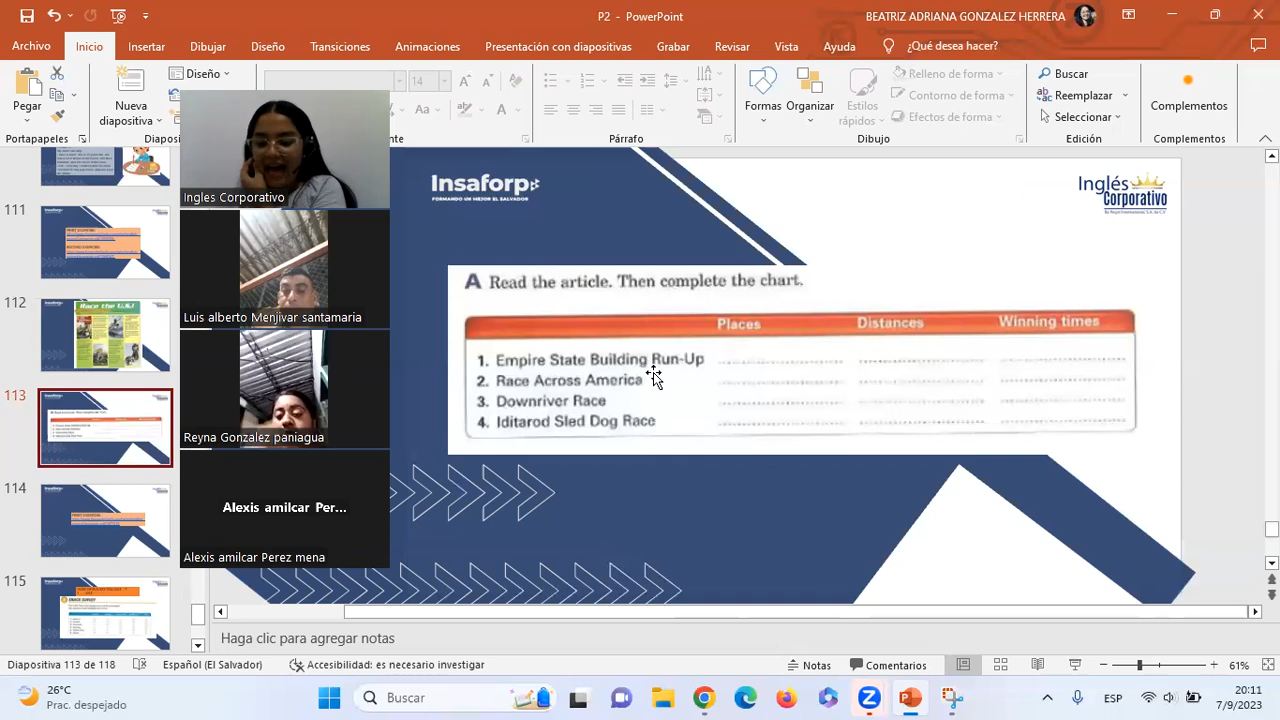 P2 - PowerPoint
BEATRIZ ADRIANA GONZALEZ HERRERA
Archivo
Inicio
Insertar
Dibujar
Diseño
Transiciones
Animaciones
Presentación con diapositivas
Grabar
Revisar
Vista
Ayuda
¿Qué desea hacer?
Pegar
Portapapeles
Nueva
diapositiva
Diseño
14
Aa
Párrafo
Formas
Organizar
Estilos
rápidos
Relleno de forma
Contorno de forma
Efectos de forma
Dibujo
Buscar
Reemplazar
Seleccionar
Edición
Complementos
Complementos
Inglés Corporativo
Luis alberto Menjivar santamaria
Reyna Gonzalez paniagua
Alexis amilcar Per...
Alexis amilcar Perez mena
111
112
Race the U.S.!
113
114
115
Insaforp
FORMANDO UN MEJOR EL SALVADOR
Inglés
Corporativo
A Read the article. Then complete the chart.
Places Distances Winning times
1. Empire State Building Run-Up
2. Race Across America
3. Downriver Race
Iditarod Sled Dog Race
Haga clic para agregar notas
Diapositiva 113 de 118
Español (El Salvador)
Accesibilidad: es necesario investigar
Notas
Comentarios
61%
26°C
Prac. despejado
Buscar
ESP
20:11
7/9/2023